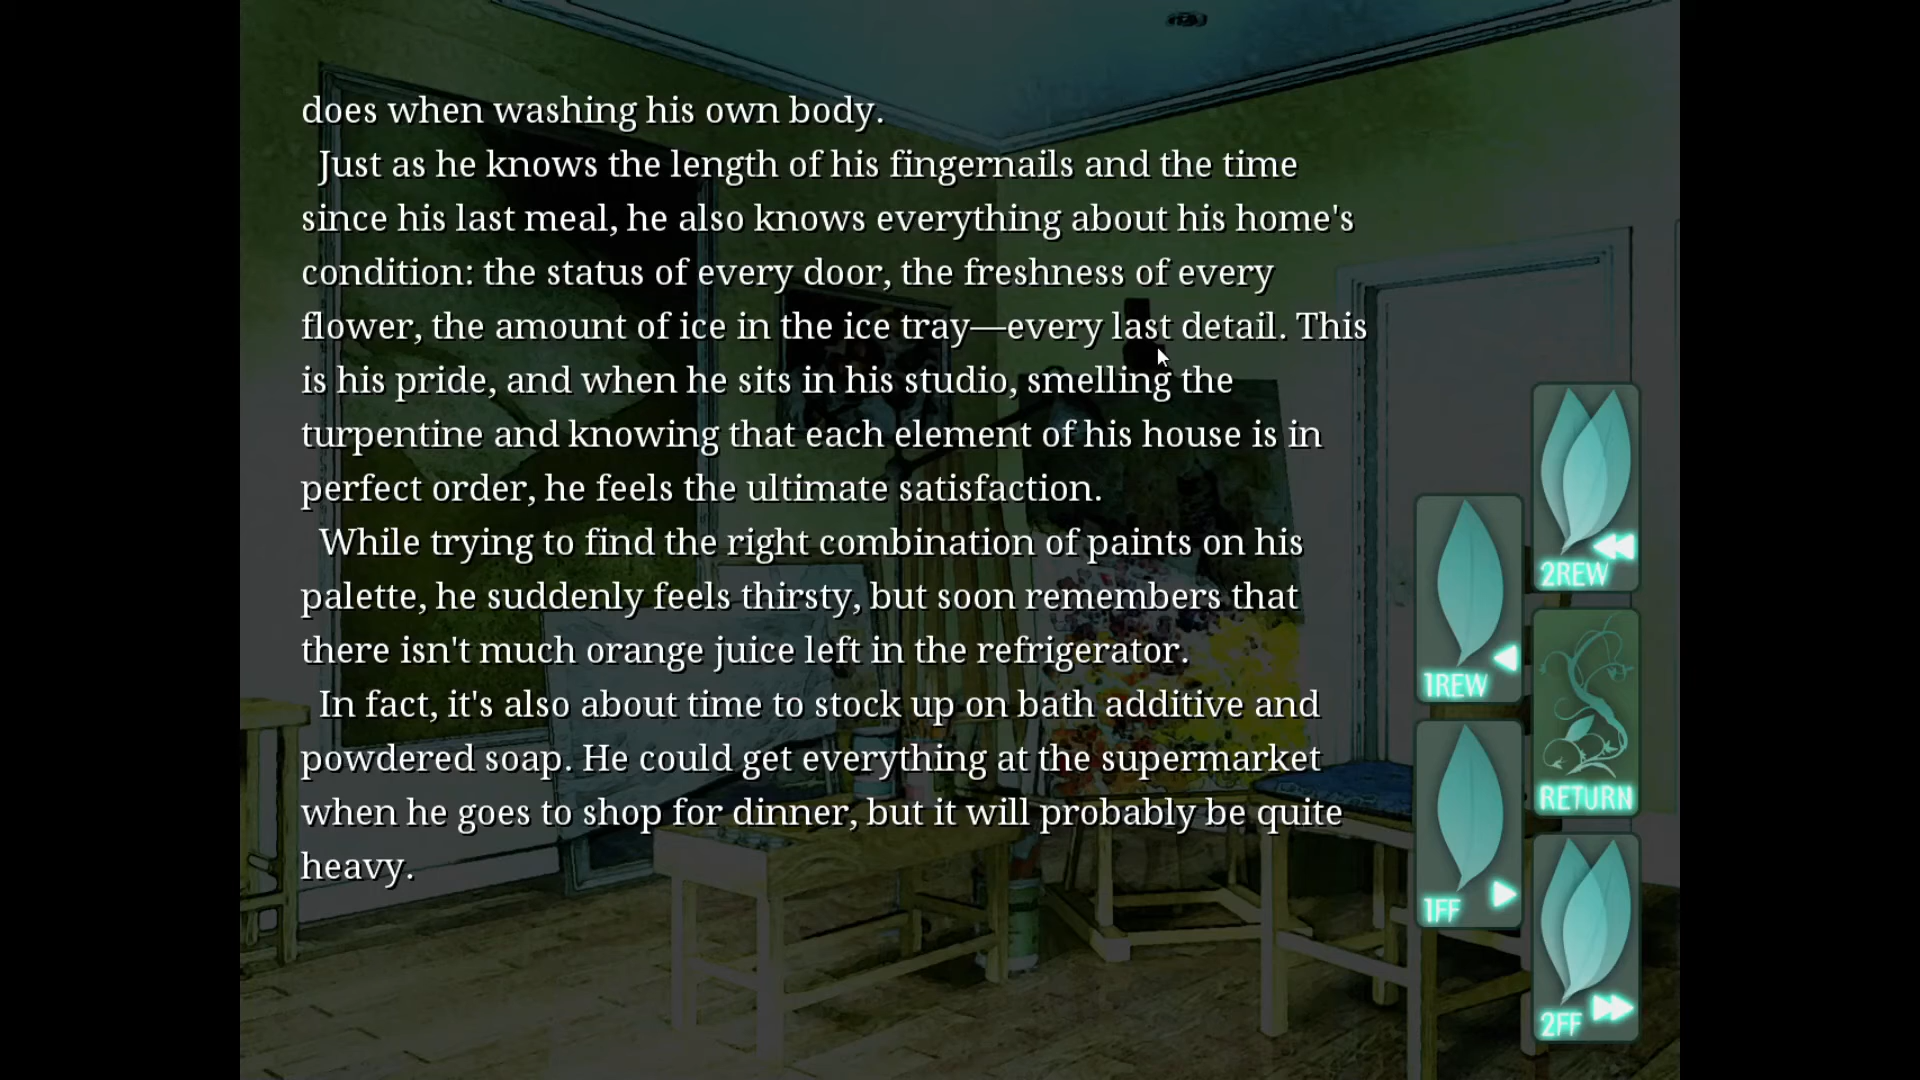 does when washing his own body.
Just as he knows the length of his fingernails and the time
since his last meal, he also knows everything about his home's
condition: the status of every door, the freshness of every
flower, the amount of ice in the ice tray—every last detail. This
is his pride, and when he sits in his studio, smelling the
turpentine and knowing that each element of his house is in
perfect order, he feels the ultimate satisfaction.
While trying to find the right combination of paints on his
palette, he suddenly feels thirsty, but soon remembers that
there isn't much orange juice left in the refrigerator.
In fact, it's also about time to stock up on bath additive and
powdered soap. He could get everything at the supermarket
when he goes to shop for dinner, but it will probably be quite
heavy.
2REW
1REW
RETURN
1FF
2FF